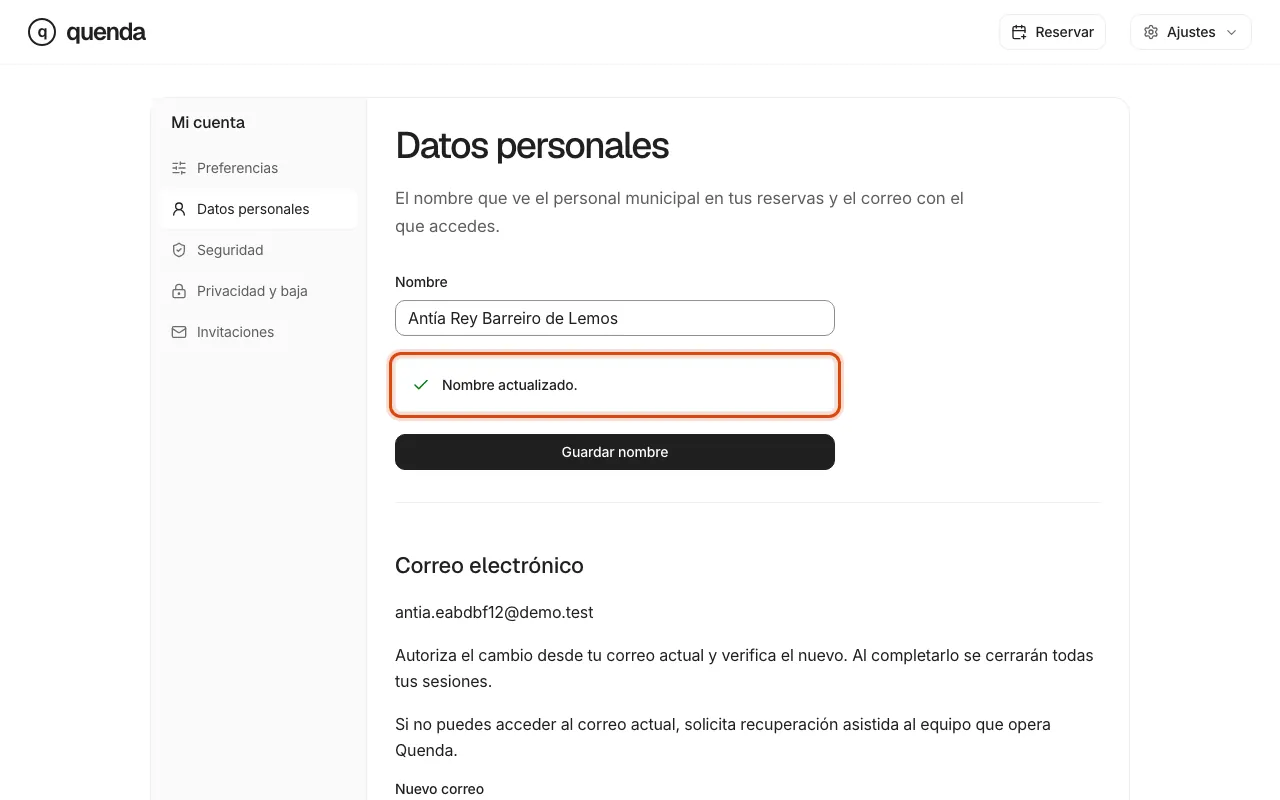 quenda
Reservar
Ajustes
Mi cuenta
Preferencias
Datos personales
Seguridad
Privacidad y baja
Invitaciones
Datos personales
El nombre que ve el personal municipal en tus reservas y el correo con el
que accedes.
Nombre
Antía Rey Barreiro de Lemos
Nombre actualizado.
Guardar nombre
Correo electrónico
antia.eabdbf12@demo.test
Autoriza el cambio desde tu correo actual y verifica el nuevo. Al completarlo se cerrarán todas
tus sesiones.
Si no puedes acceder al correo actual, solicita recuperación asistida al equipo que opera
Quenda.
Nuevo correo